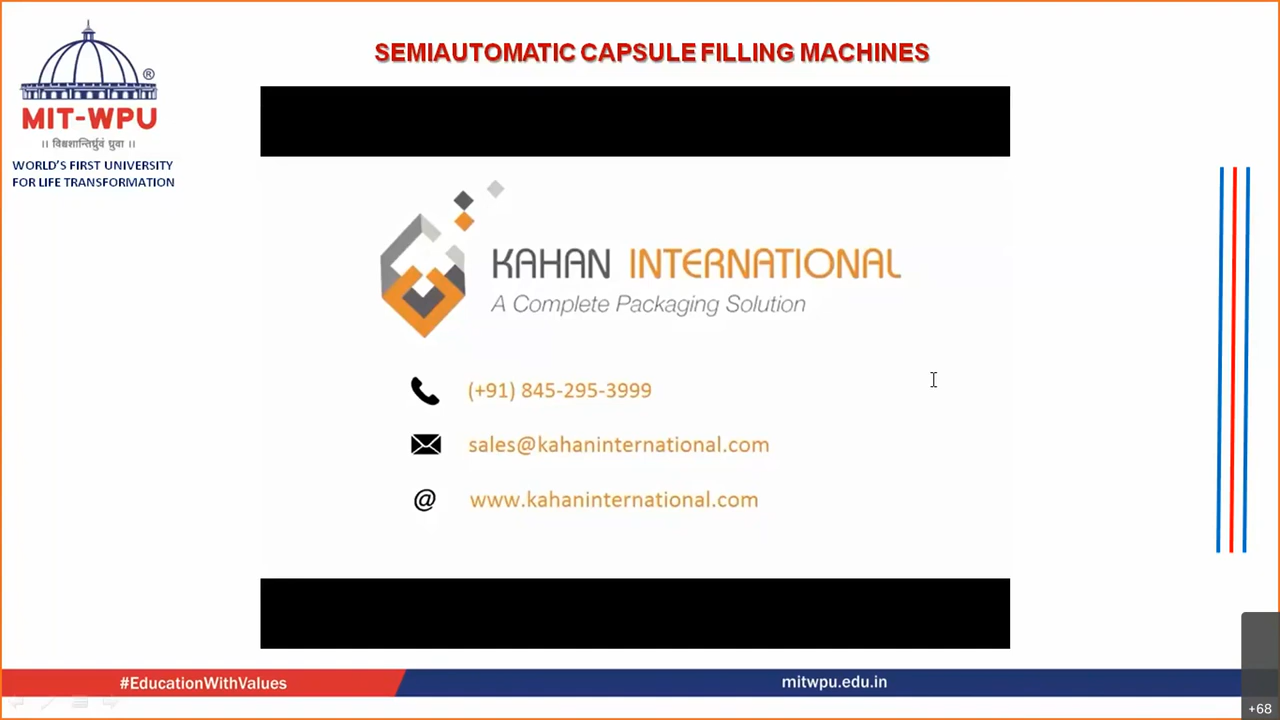 SEMIAUTOMATIC CAPSULE FILLING MACHINES
®
MIT-WPU
।। विश्वशान्तिर्ध्रुवं ध्रुवा ।।
WORLD'S FIRST UNIVERSITY
FOR LIFE TRANSFORMATION
KAHAN INTERNATIONAL
A Complete Packaging Solution
(+91) 845-295-3999
sales@kahaninternational.com
@ www.kahaninternational.com
#EducationWithValues
mitwpu.edu.in
+68